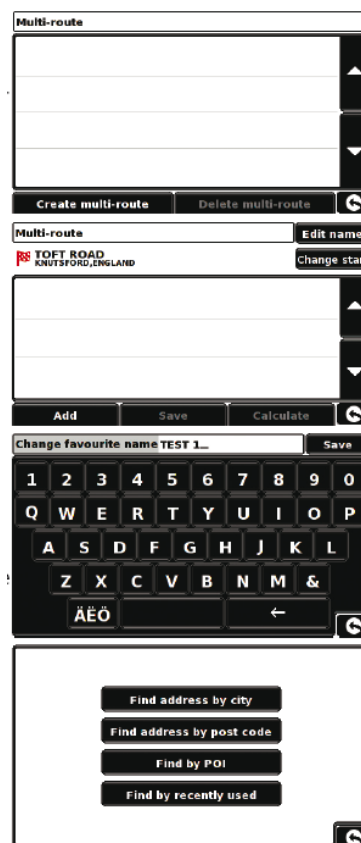 Multi-route
Create multi-route Delete multi-route
Multi-route Edit name
TOFT ROAD
KNUTSFORD,ENGLAND
Change star
Add Save Calculate
Change favourite name TEST 1_ Save
1 2 3 4 5 6 7 8 9 0
Q W E R T Y U I O P
A S D F G H J K L
Z X C V B N M &
ÄËÖ ←
Find address by city
Find address by post code
Find by POI
Find by recently used